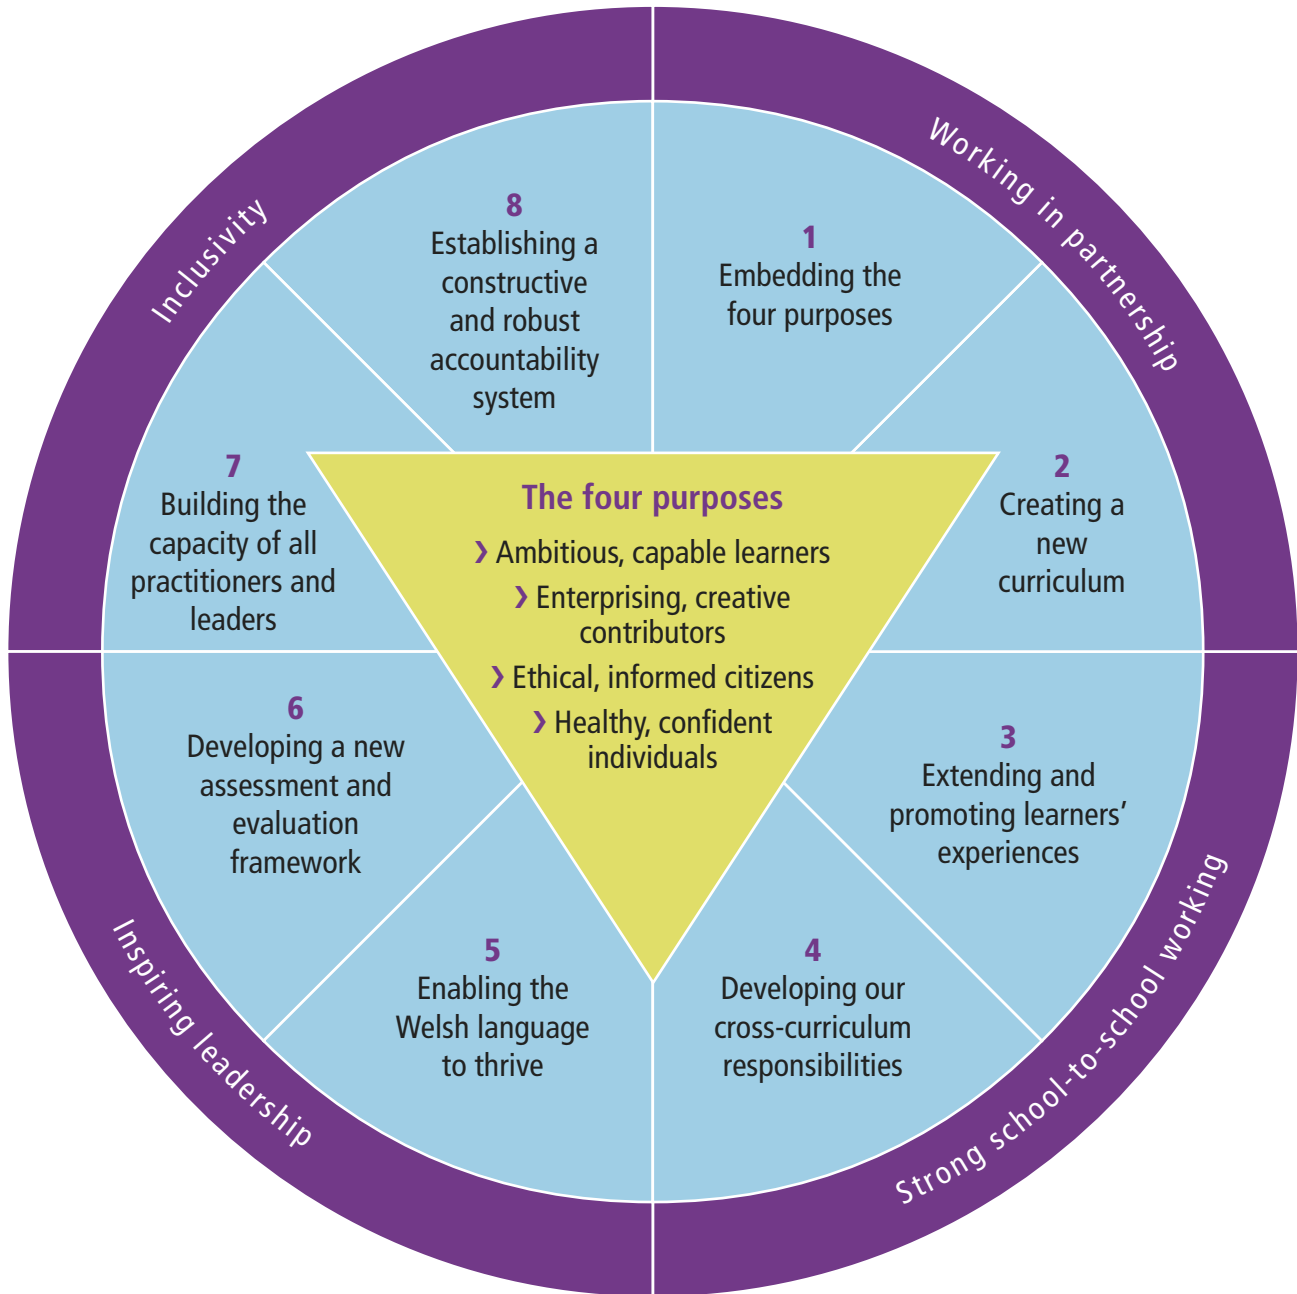 Working in partnership
Strong school-to-school working
Inspiring leadership
Inclusivity
1
Embedding the
four purposes
2
Creating a
new
curriculum
3
Extending and
promoting learners’
experiences
4
Developing our
cross-curriculum
responsibilities
5
Enabling the
Welsh language
to thrive
6
Developing a new
assessment and
evaluation
framework
7
Building the
capacity of all
practitioners and
leaders
8
Establishing a
constructive
and robust
accountability
system
The four purposes
❯ Ambitious, capable learners
❯ Enterprising, creative
contributors
❯ Ethical, informed citizens
❯ Healthy, confident
individuals